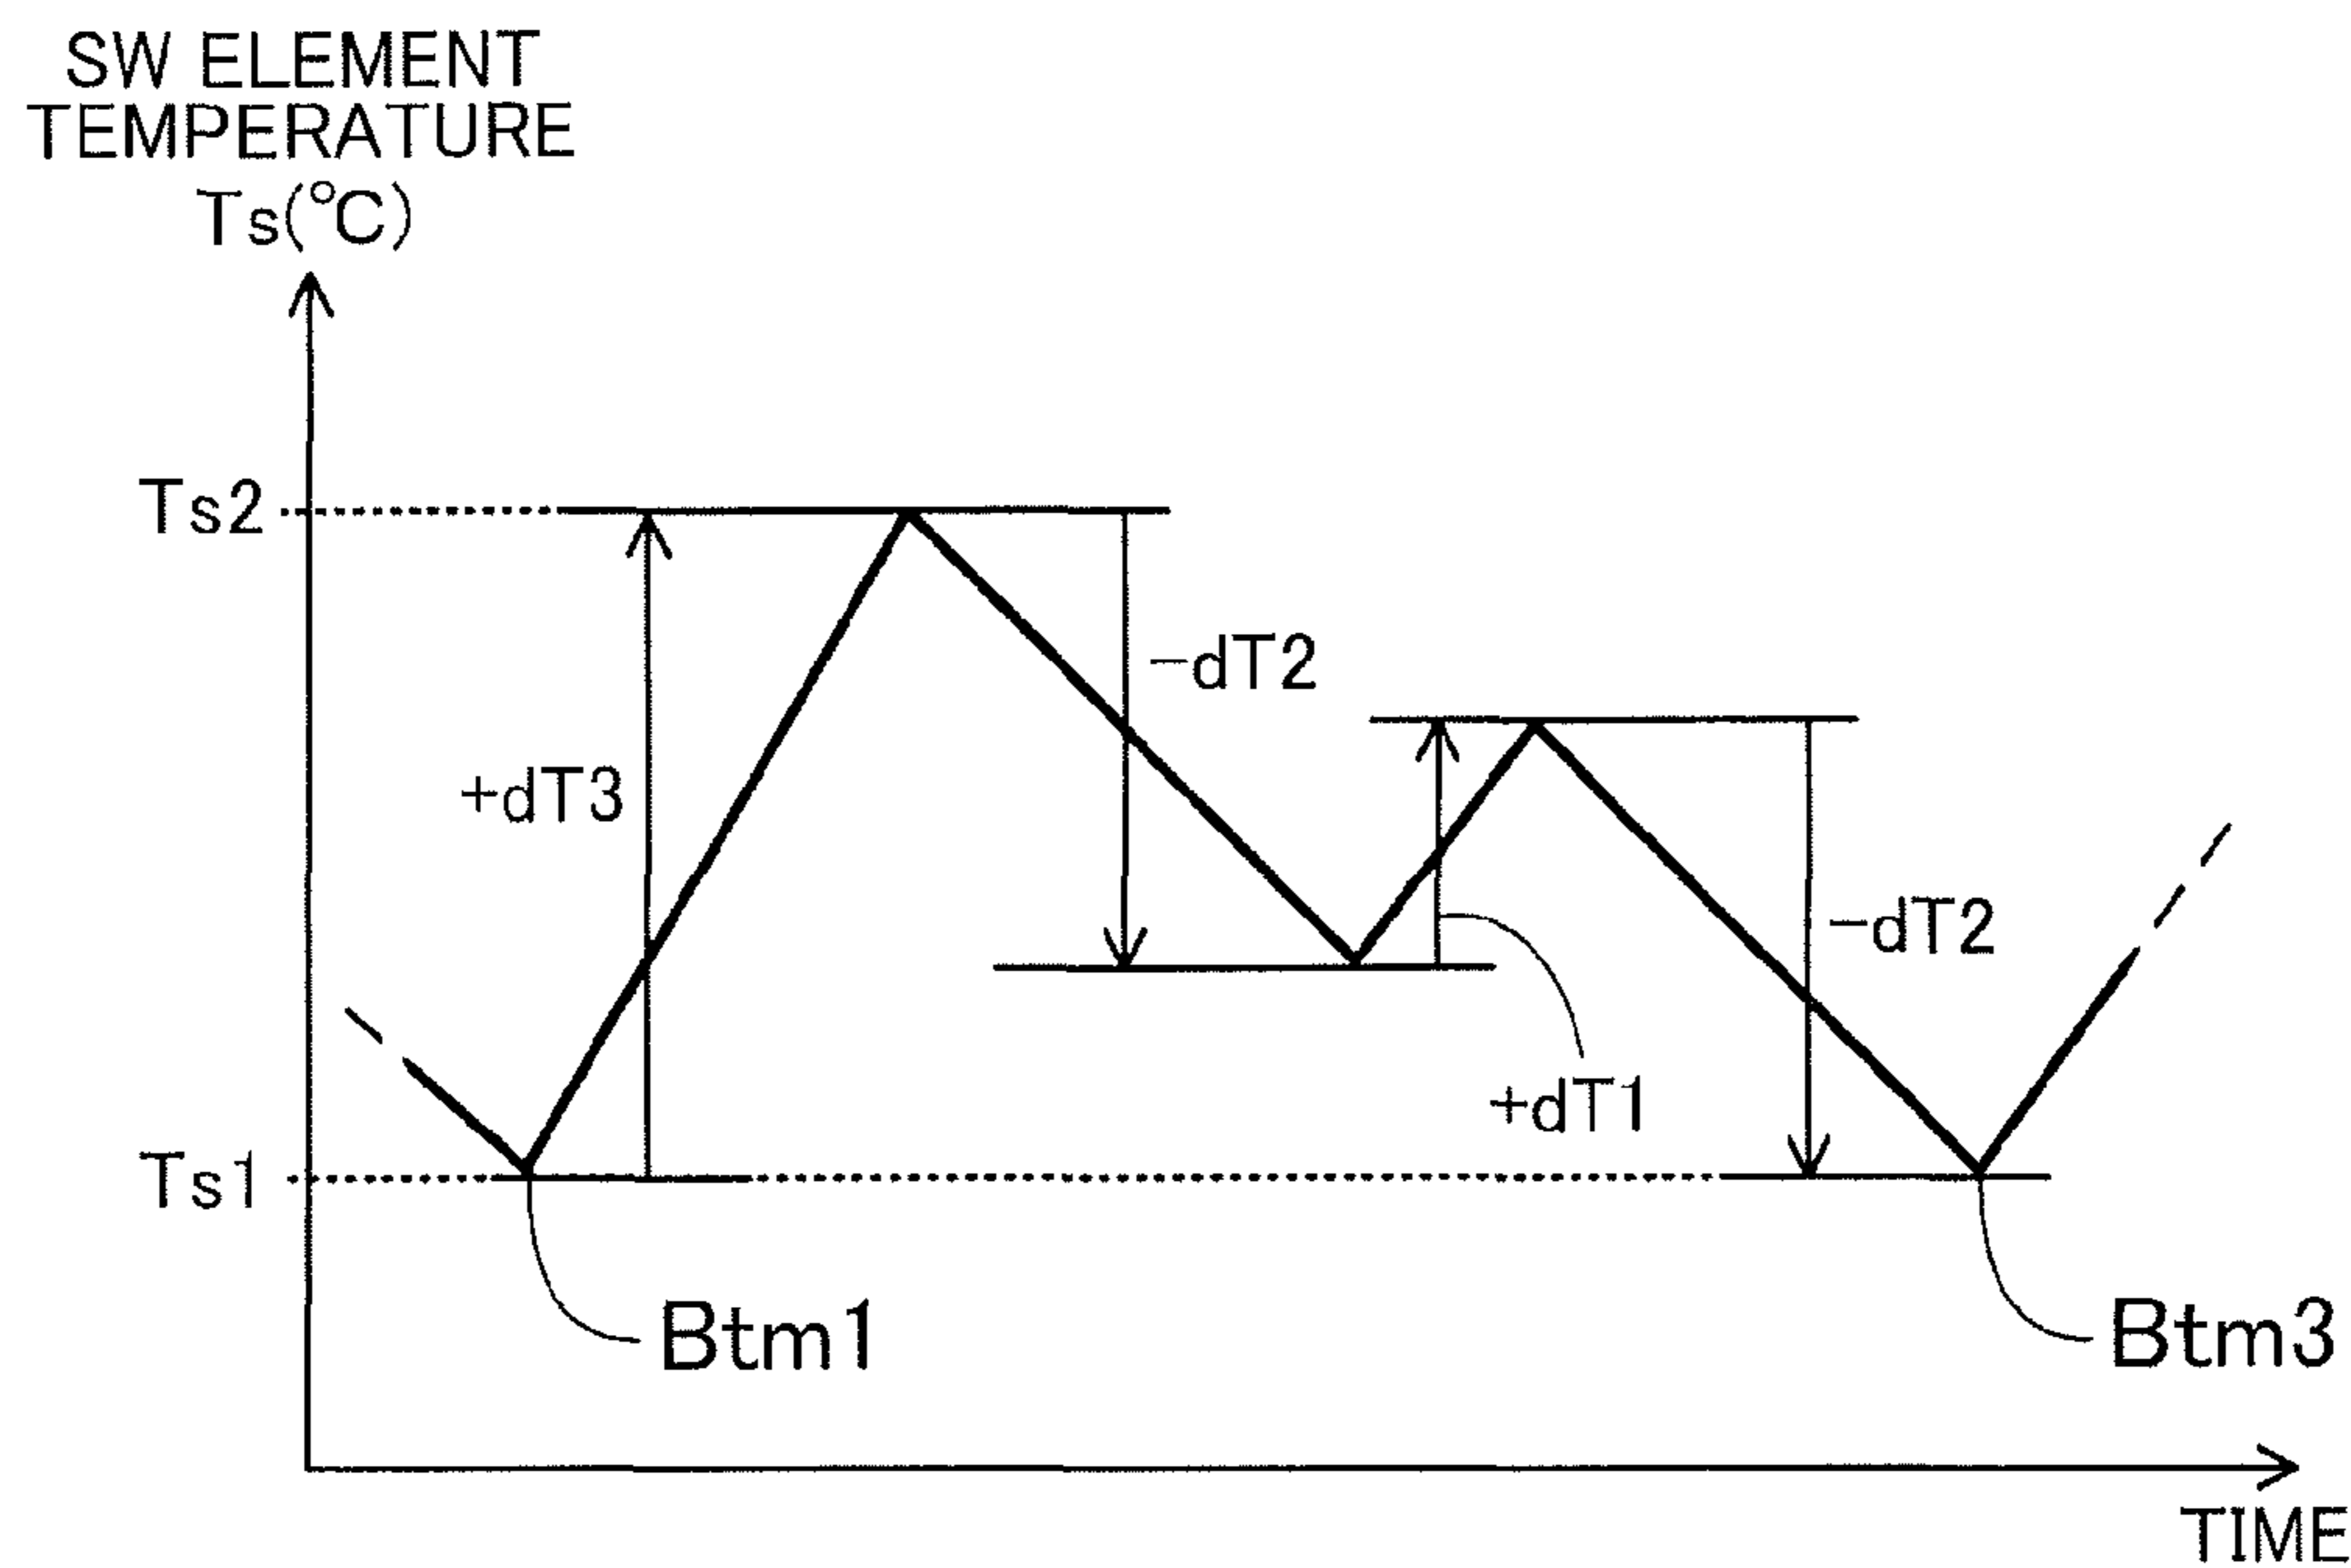 SW ELEMENT
TEMPERATURE
Ts(℃)
Ts2
−dT2
+dT3
−dT2
+dT1
Ts1
Btm1
Btm3
TIME